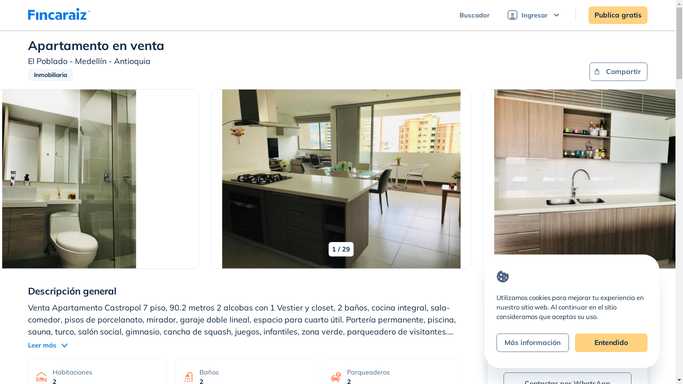 Fincaraiz
Buscador
Ingresar
Publica gratis
Apartamento en venta
El Poblado - Medellín - Antioquia
Inmobiliaria
Compartir
1 / 29
Descripción general
Venta Apartamento Castropol 7 piso, 90.2 metros 2 alcobas con 1 Vestier y closet, 2 baños, cocina integral, sala-
comedor, pisos de porcelanato, mirador, garaje doble lineal, espacio para cuarto útil. Portería permanente, piscina,
sauna, turco, salón social, gimnasio, cancha de squash, juegos, infantiles, zona verde, parqueadero de visitantes....
Leer más
Habitaciones
2
Baños
2
Parqueaderos
2
Utilizamos cookies para mejorar tu experiencia en
nuestro sitio web. Al continuar en el sitio
consideramos que aceptas su uso.
Más información
Entendido
Contactar por WhatsApp